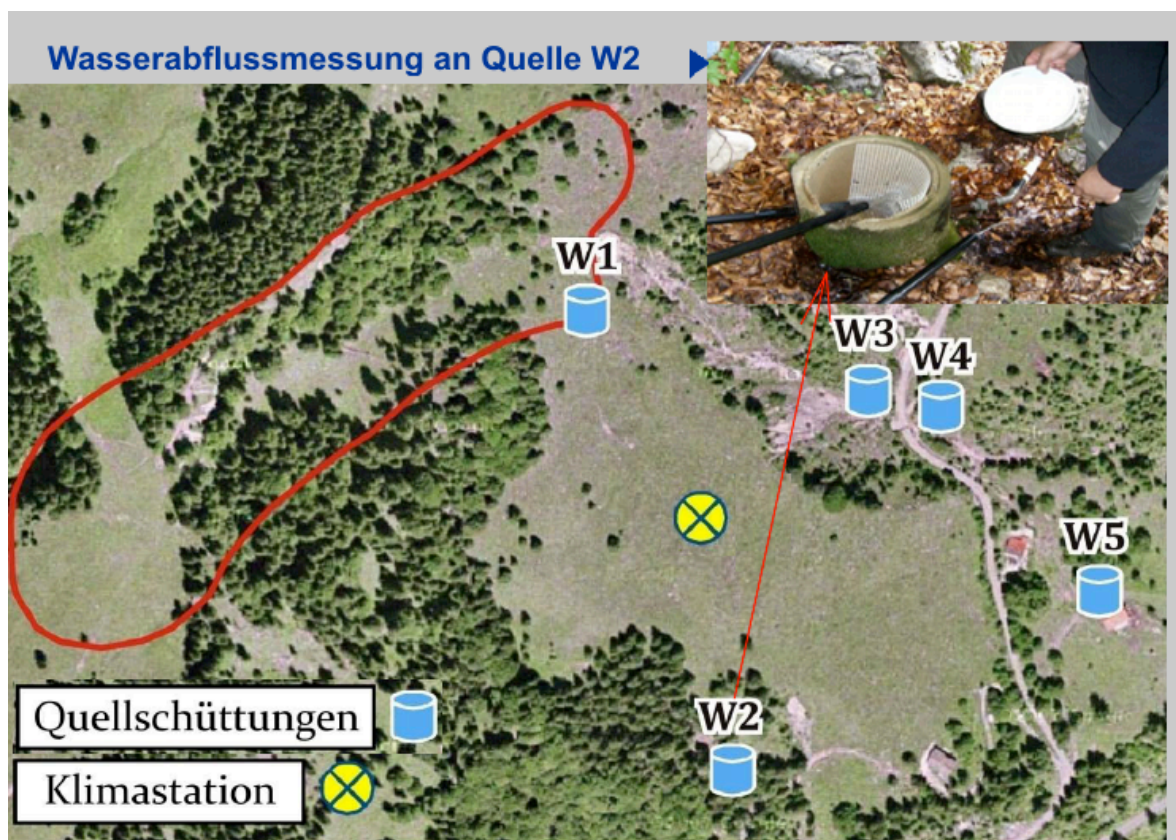 Wasserabflussmessung an Quelle W2
W1
W3
W4
W5
W2
Quellschüttungen
Klimastation